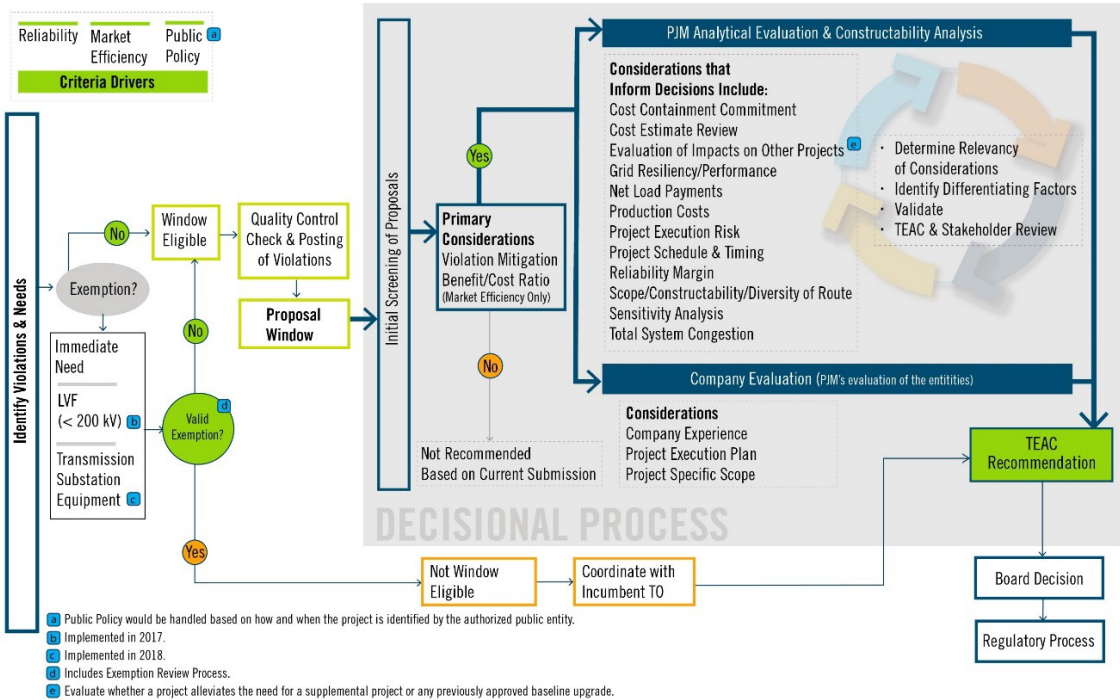 Reliability
Market
Efficiency
Public
Policy
a
Criteria Drivers
Identify Violations & Needs
No
Exemption?
Immediate
Need
LVF
(< 200 kV) b
Transmission
Substation
Equipment c
Window
Eligible
No
d
Valid
Exemption?
Yes
Quality Control
Check & Posting
of Violations
Proposal
Window
Initial Screening of Proposals
Yes
Primary
Considerations
Violation Mitigation
Benefit/Cost Ratio
(Market Efficiency Only)
No
Not Recommended
Based on Current Submission
PJM Analytical Evaluation & Constructability Analysis
Considerations that
Inform Decisions Include:
Cost Containment Commitment
Cost Estimate Review
Evaluation of Impacts on Other Projects e
Grid Resiliency/Performance
Net Load Payments
Production Costs
Project Execution Risk
Project Schedule & Timing
Reliability Margin
Scope/Constructability/Diversity of Route
Sensitivity Analysis
Total System Congestion
· Determine Relevancy
of Considerations
· Identify Differentiating Factors
· Validate
· TEAC & Stakeholder Review
Company Evaluation (PJM's evaluation of the entitities)
Considerations
Company Experience
Project Execution Plan
Project Specific Scope
DECISIONAL PROCESS
TEAC
Recommendation
Not Window
Eligible
Coordinate with
Incumbent TO
Board Decision
Regulatory Process
a Public Policy would be handled based on how and when the project is identified by the authorized public entity.
b Implemented in 2017.
c Implemented in 2018.
d Includes Exemption Review Process.
e Evaluate whether a project alleviates the need for a supplemental project or any previously approved baseline upgrade.